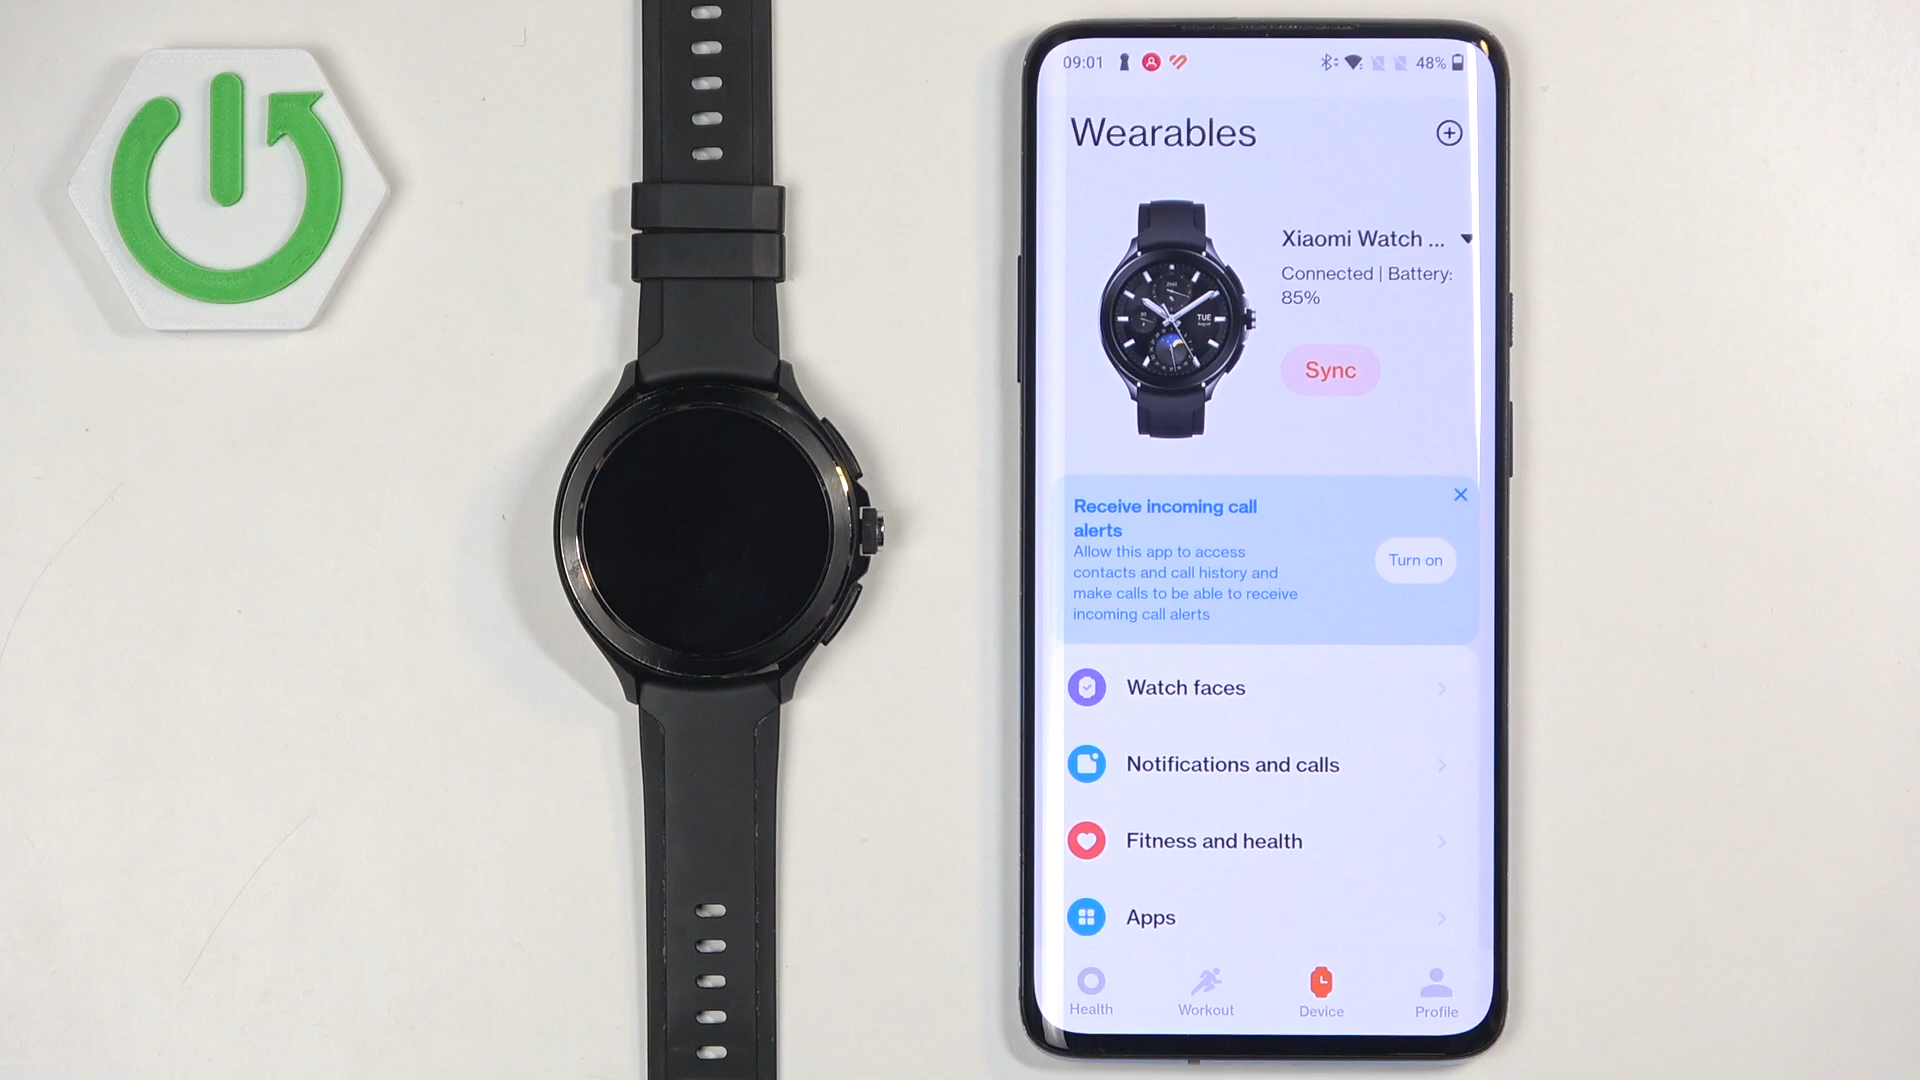 09:01
48%
Wearables
Xiaomi Watch ...
Connected | Battery:
85%
Sync
TUE
Receive incoming call
alerts
Allow this app to access
contacts and call history and
make calls to be able to receive
incoming call alerts
Turn on
Watch faces
Notifications and calls
Fitness and health
Apps
Health
Workout
Device
Profile